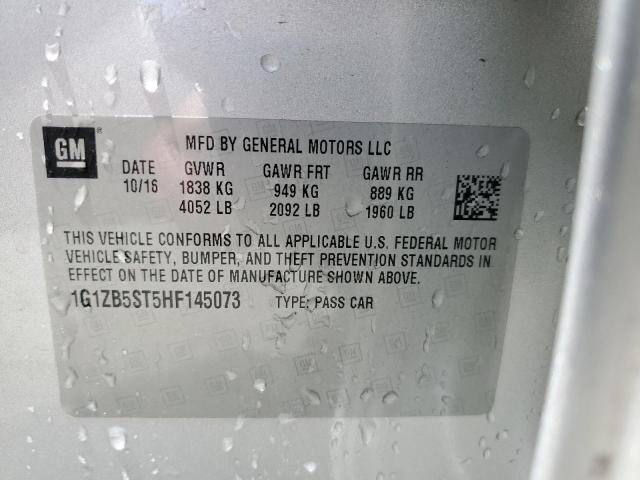 GM ®
MFD BY GENERAL MOTORS LLC
DATE GVWR GAWR FRT GAWR RR
10/16 1838 KG 949 KG 889 KG
4052 LB 2092 LB 1960 LB
THIS VEHICLE CONFORMS TO ALL APPLICABLE U.S. FEDERAL MOTOR
VEHICLE SAFETY, BUMPER, AND THEFT PREVENTION STANDARDS IN
EFFECT ON THE DATE OF MANUFACTURE SHOWN ABOVE.
1G1ZB5ST5HF145073 TYPE: PASS CAR